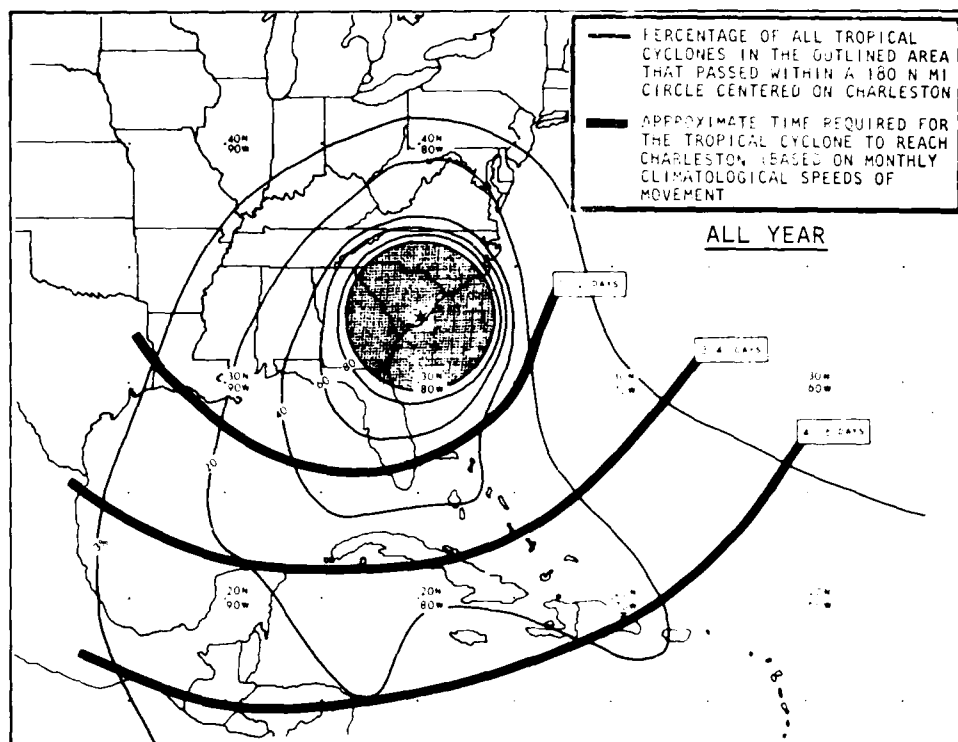 PERCENTAGE OF ALL TROPICAL
CYCLONES IN THE OUTLINED AREA
THAT PASSED WITHIN A 180 N MI
CIRCLE CENTERED ON CHARLESTON
APPROXIMATE TIME REQUIRED FOR
THE TROPICAL CYCLONE TO REACH
CHARLESTON (BASED ON MONTHLY
CLIMATOLOGICAL SPEEDS OF
MOVEMENT
ALL YEAR
40N
90W
40N
80W
DAYS
DAYS
DAYS
30N
90W
30N
80W
30N
60W
80
60
40
20
20N
90W
20N
80W